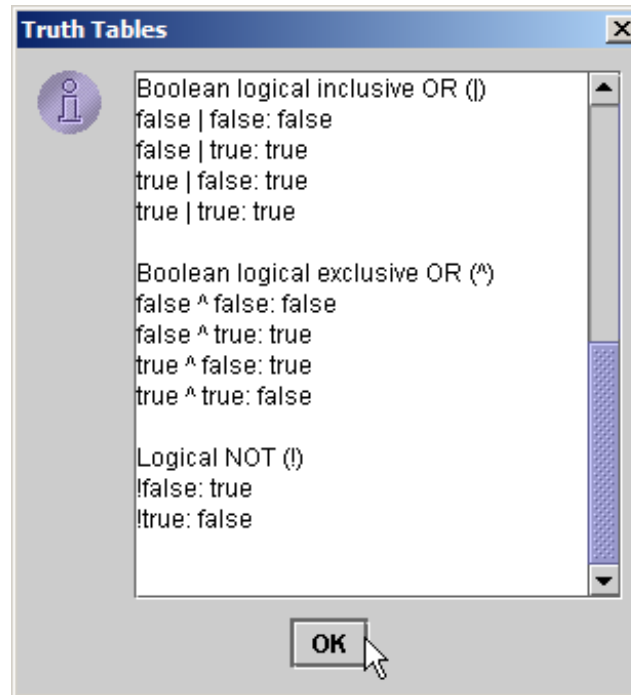 Truth Tables
Boolean logical inclusive OR (|)
false | false: false
false | true: true
true | false: true
true | true: true
Boolean logical exclusive OR (^)
false ^ false: false
false ^ true: true
true ^ false: true
true ^ true: false
Logical NOT (!)
!false: true
!true: false
OK